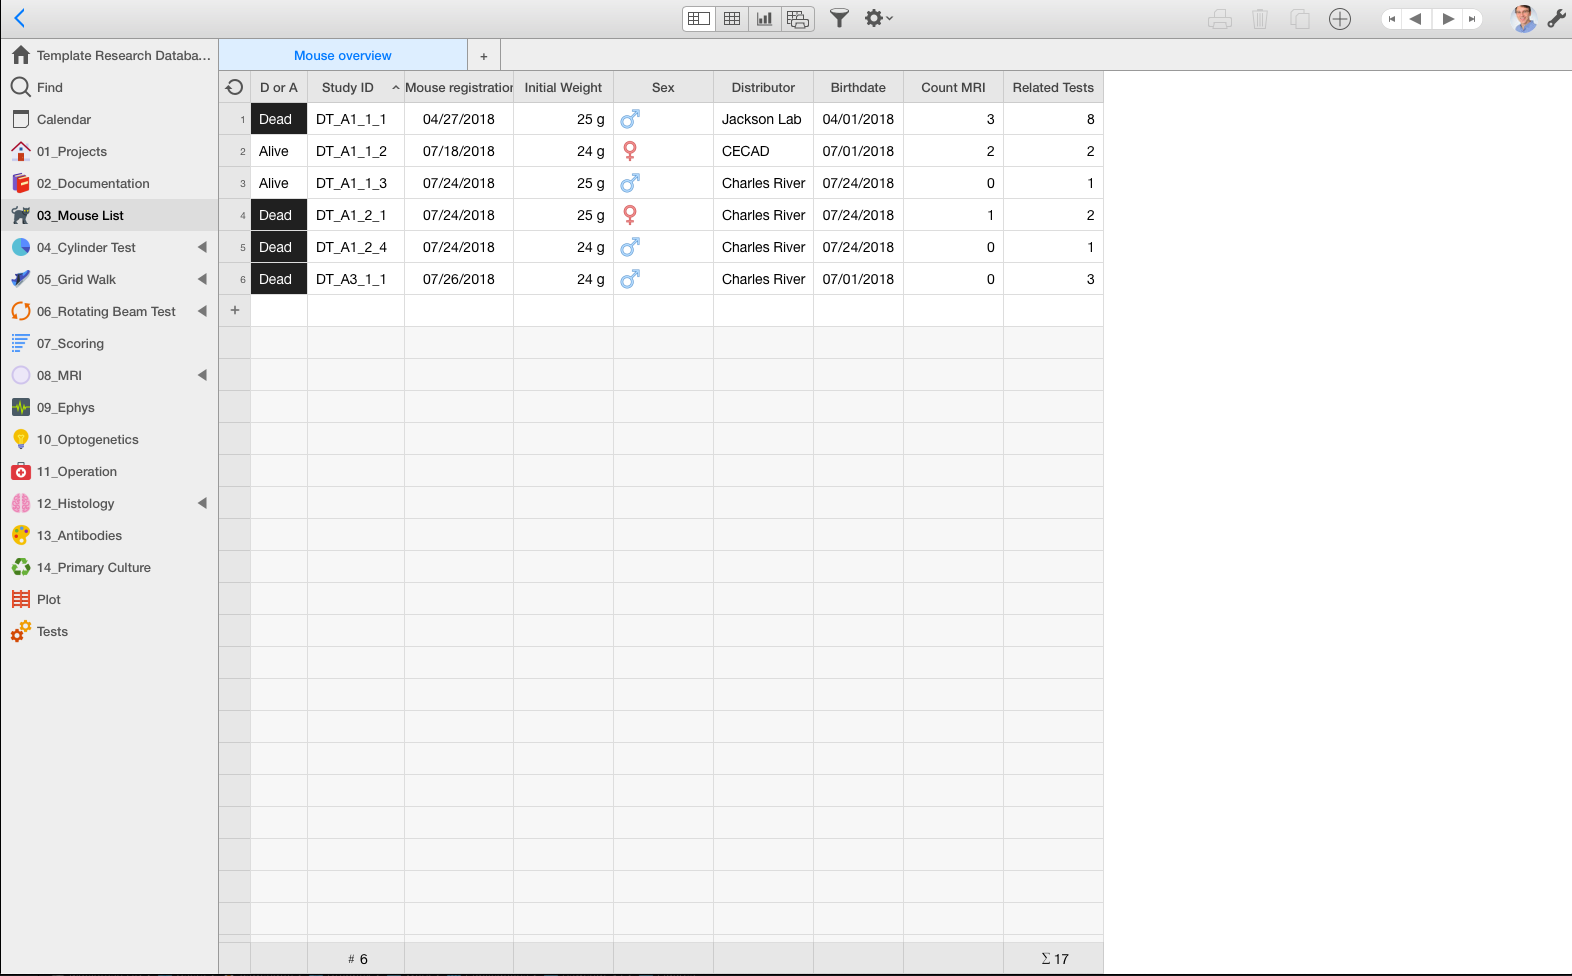 Template Research Databa...
Find
Calendar
01_Projects
02_Documentation
03_Mouse List
04_Cylinder Test
05_Grid Walk
06_Rotating Beam Test
07_Scoring
08_MRI
09_Ephys
10_Optogenetics
11_Operation
12_Histology
13_Antibodies
14_Primary Culture
Plot
Tests
Mouse overview +
D or A Study ID Mouse registration Initial Weight Sex Distributor Birthdate Count MRI Related Tests
1 Dead DT_A1_1_1 04/27/2018 25 g Jackson Lab 04/01/2018 3 8
2 Alive DT_A1_1_2 07/18/2018 24 g CECAD 07/01/2018 2 2
3 Alive DT_A1_1_3 07/24/2018 25 g Charles River 07/24/2018 0 1
4 Dead DT_A1_2_1 07/24/2018 25 g Charles River 07/24/2018 1 2
5 Dead DT_A1_2_4 07/24/2018 24 g Charles River 07/24/2018 0 1
6 Dead DT_A3_1_1 07/26/2018 24 g Charles River 07/01/2018 0 3
+
# 6 Σ 17